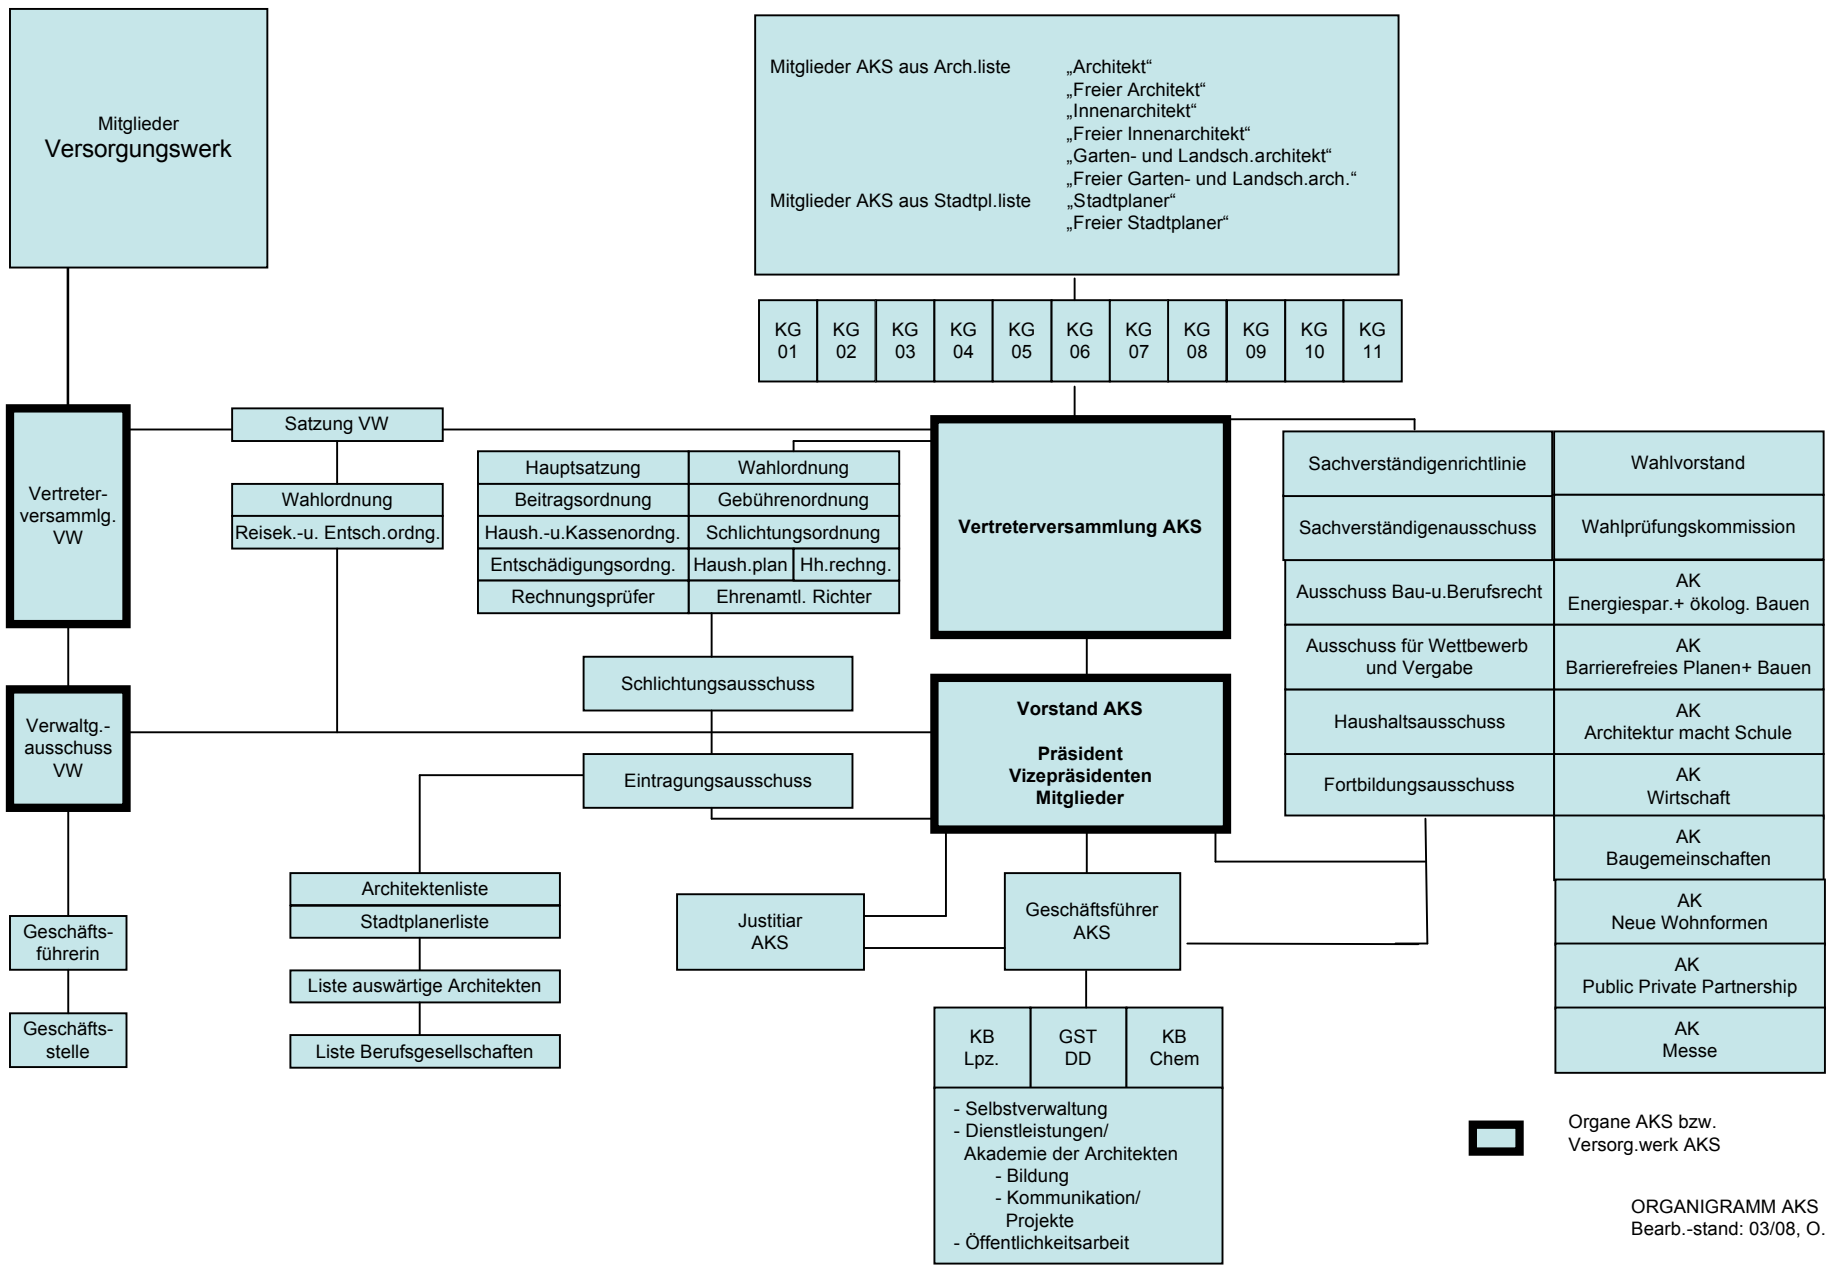 Mitglieder
Versorgungswerk
Mitglieder AKS aus Arch.liste „Architekt“
„Freier Architekt“
„Innenarchitekt“
„Freier Innenarchitekt“
„Garten- und Landsch.architekt“
„Freier Garten- und Landsch.arch.“
Mitglieder AKS aus Stadtpl.liste „Stadtplaner“
„Freier Stadtplaner“
KG
01
KG
02
KG
03
KG
04
KG
05
KG
06
KG
07
KG
08
KG
09
KG
10
KG
11
Vertreter-
versammlg.
VW
Satzung VW
Wahlordnung
Reisek.-u. Entsch.ordng.
Hauptsatzung
Wahlordnung
Beitragsordnung
Gebührenordnung
Haush.-u.Kassenordng.
Schlichtungsordnung
Entschädigungsordng.
Haush.plan
Hh.rechng.
Rechnungsprüfer
Ehrenamtl. Richter
Vertreterversammlung AKS
Sachverständigenrichtlinie
Wahlvorstand
Sachverständigenausschuss
Wahlprüfungskommission
Ausschuss Bau-u.Berufsrecht
AK
Energiespar.+ ökolog. Bauen
Ausschuss für Wettbewerb
und Vergabe
AK
Barrierefreies Planen+ Bauen
Haushaltsausschuss
AK
Architektur macht Schule
Fortbildungsausschuss
AK
Wirtschaft
AK
Baugemeinschaften
AK
Neue Wohnformen
AK
Public Private Partnership
AK
Messe
Verwaltg.-
ausschuss
VW
Schlichtungsausschuss
Eintragungsausschuss
Vorstand AKS
Präsident
Vizepräsidenten
Mitglieder
Architektenliste
Stadtplanerliste
Liste auswärtige Architekten
Liste Berufsgesellschaften
Geschäfts-
führerin
Geschäfts-
stelle
Justitiar
AKS
Geschäftsführer
AKS
KB
Lpz.
GST
DD
KB
Chem
- Selbstverwaltung
- Dienstleistungen/
Akademie der Architekten
- Bildung
- Kommunikation/
Projekte
- Öffentlichkeitsarbeit
Organe AKS bzw.
Versorg.werk AKS
ORGANIGRAMM AKS
Bearb.-stand: 03/08, O.